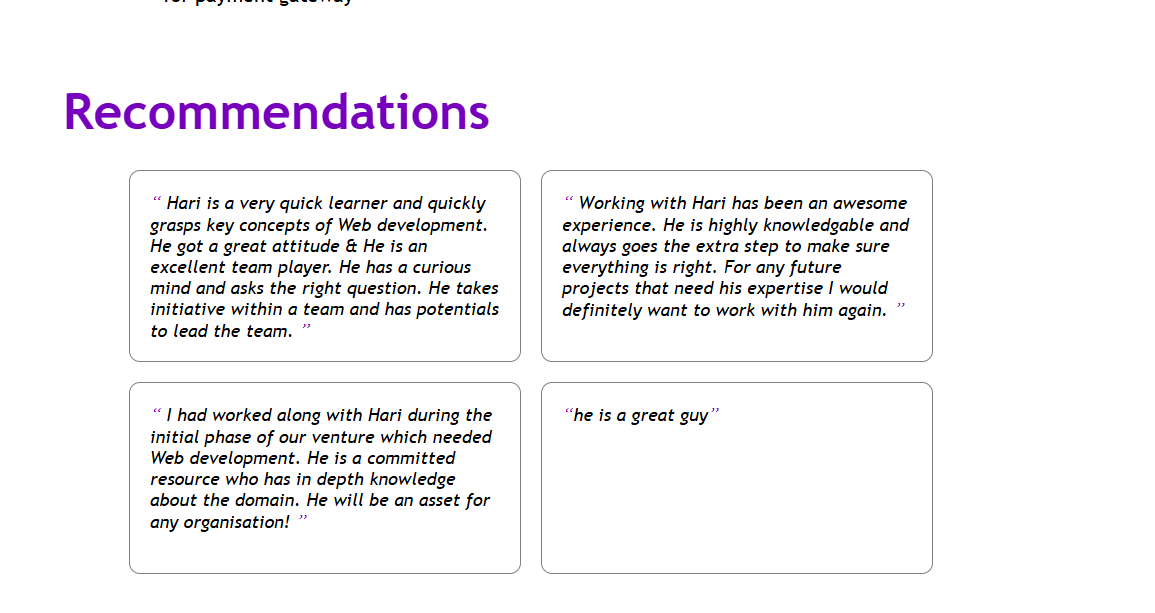 for payment gateway
Recommendations
“ Hari is a very quick learner and quickly
grasps key concepts of Web development.
He got a great attitude & He is an
excellent team player. He has a curious
mind and asks the right question. He takes
initiative within a team and has potentials
to lead the team. ”
“ Working with Hari has been an awesome
experience. He is highly knowledgable and
always goes the extra step to make sure
everything is right. For any future
projects that need his expertise I would
definitely want to work with him again. ”
“ I had worked along with Hari during the
initial phase of our venture which needed
Web development. He is a committed
resource who has in depth knowledge
about the domain. He will be an asset for
any organisation! ”
“he is a great guy”